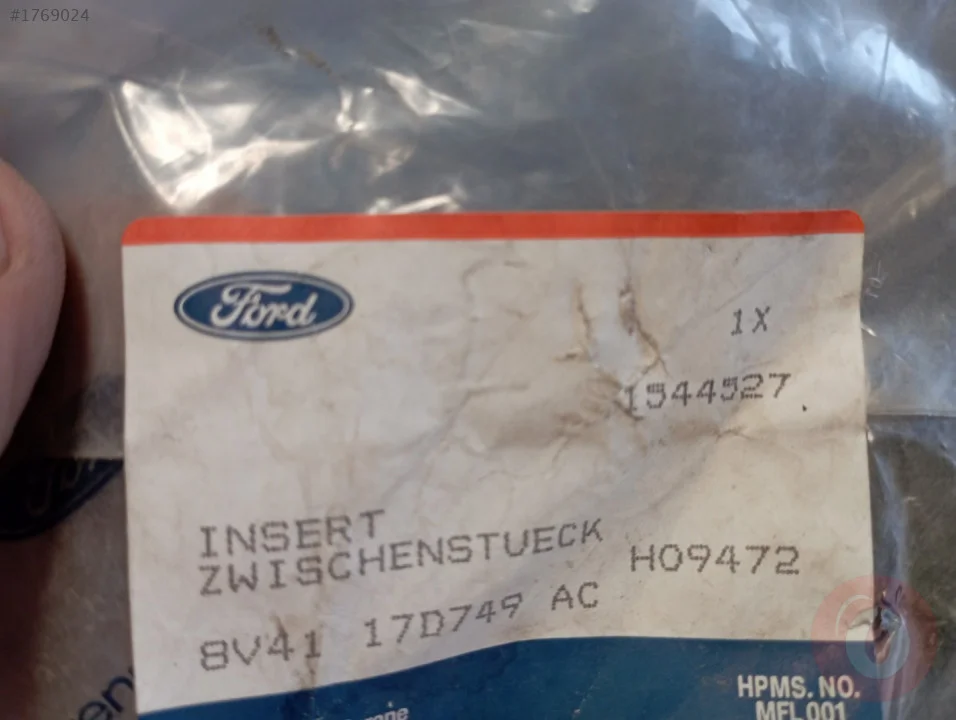 #1769024
Ford
1X
1544527
INSERT
ZWISCHENSTUECK
H09472
8V41 17D749 AC
HPMS. NO.
MFL001